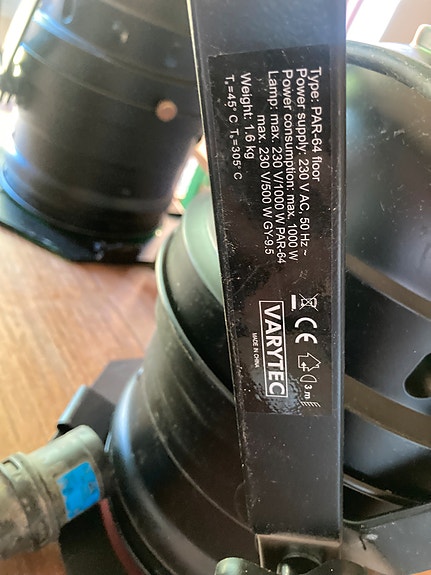 Type: PAR-64 floor
Power supply: 230 V AC, 50 Hz ~
Power consumption: max. 1000 W
Lamp: max. 230 V/1000 W PAR-64
max. 230 V/500 W GY-9,5
Weight: 1.6 kg
Ta=45° C Tb=305° C
CE
3 m
VARYTEC
MADE IN CHINA